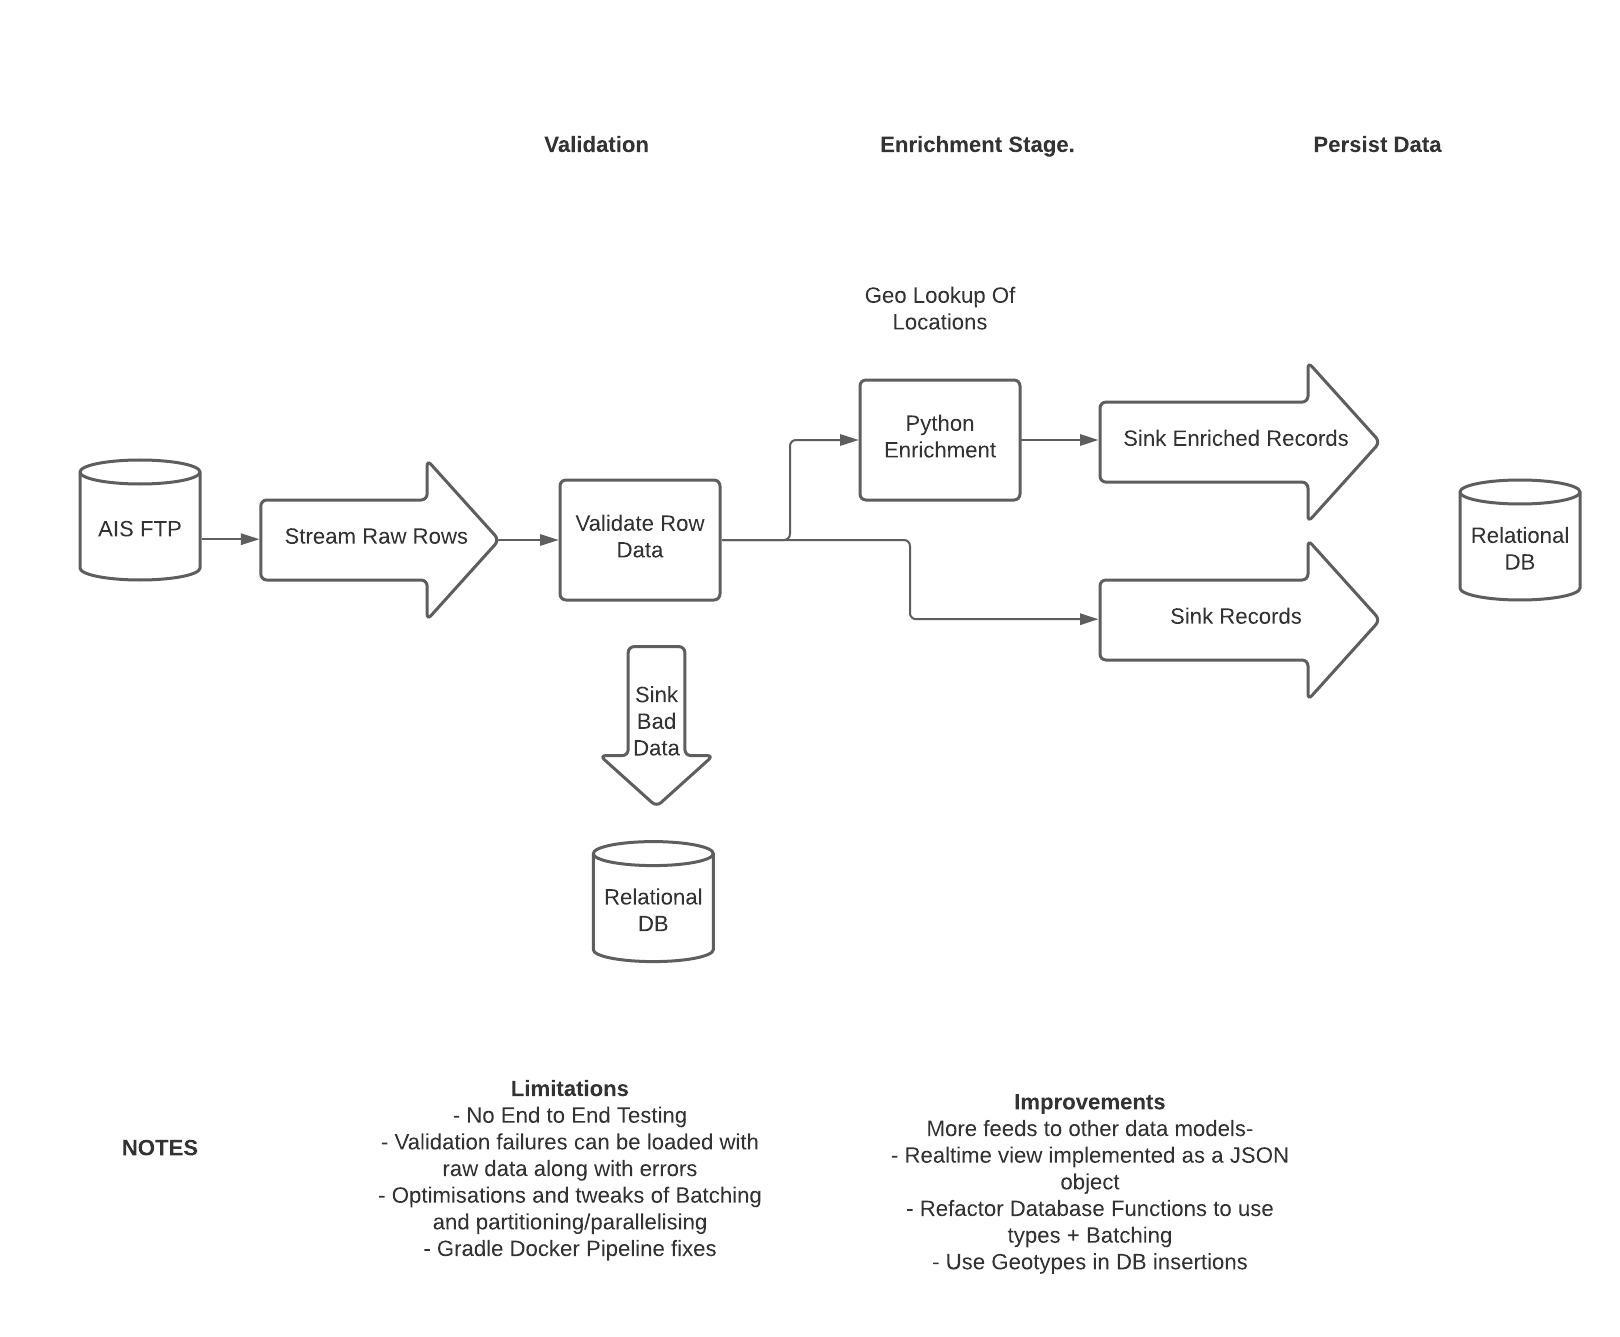 Validation
Enrichment Stage.
Persist Data
Geo Lookup Of
Locations
Python
Enrichment
Sink Enriched Records
AIS FTP
Stream Raw Rows
Validate Row
Data
Relational
DB
Sink Records
Sink
Bad
Data
Relational
DB
NOTES
Limitations
- No End to End Testing
- Validation failures can be loaded with
raw data along with errors
- Optimisations and tweaks of Batching
and partitioning/parallelising
- Gradle Docker Pipeline fixes
Improvements
More feeds to other data models-
- Realtime view implemented as a JSON
object
- Refactor Database Functions to use
types + Batching
- Use Geotypes in DB insertions